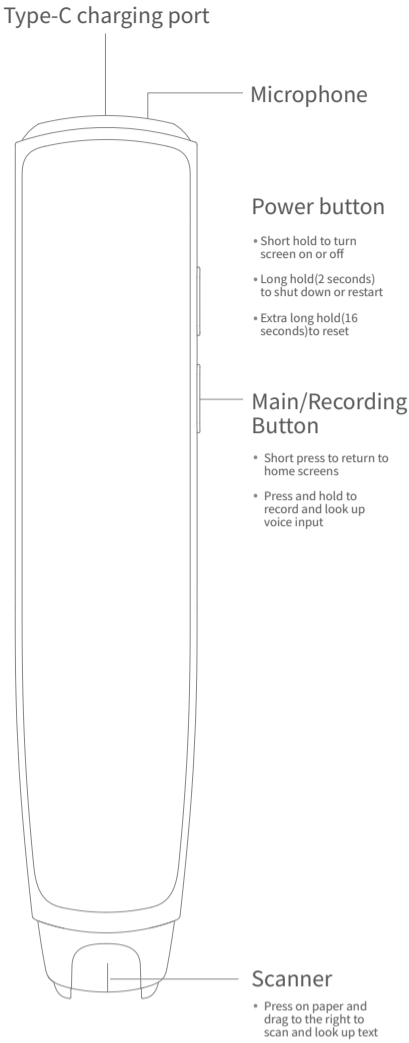 Type-C charging port
Microphone
Power button
• Short hold to turn
screen on or off
• Long hold(2 seconds)
to shut down or restart
• Extra long hold(16
seconds)to reset
Main/Recording
Button
• Short press to return to
home screens
• Press and hold to
record and look up
voice input
Scanner
• Press on paper and
drag to the right to
scan and look up text